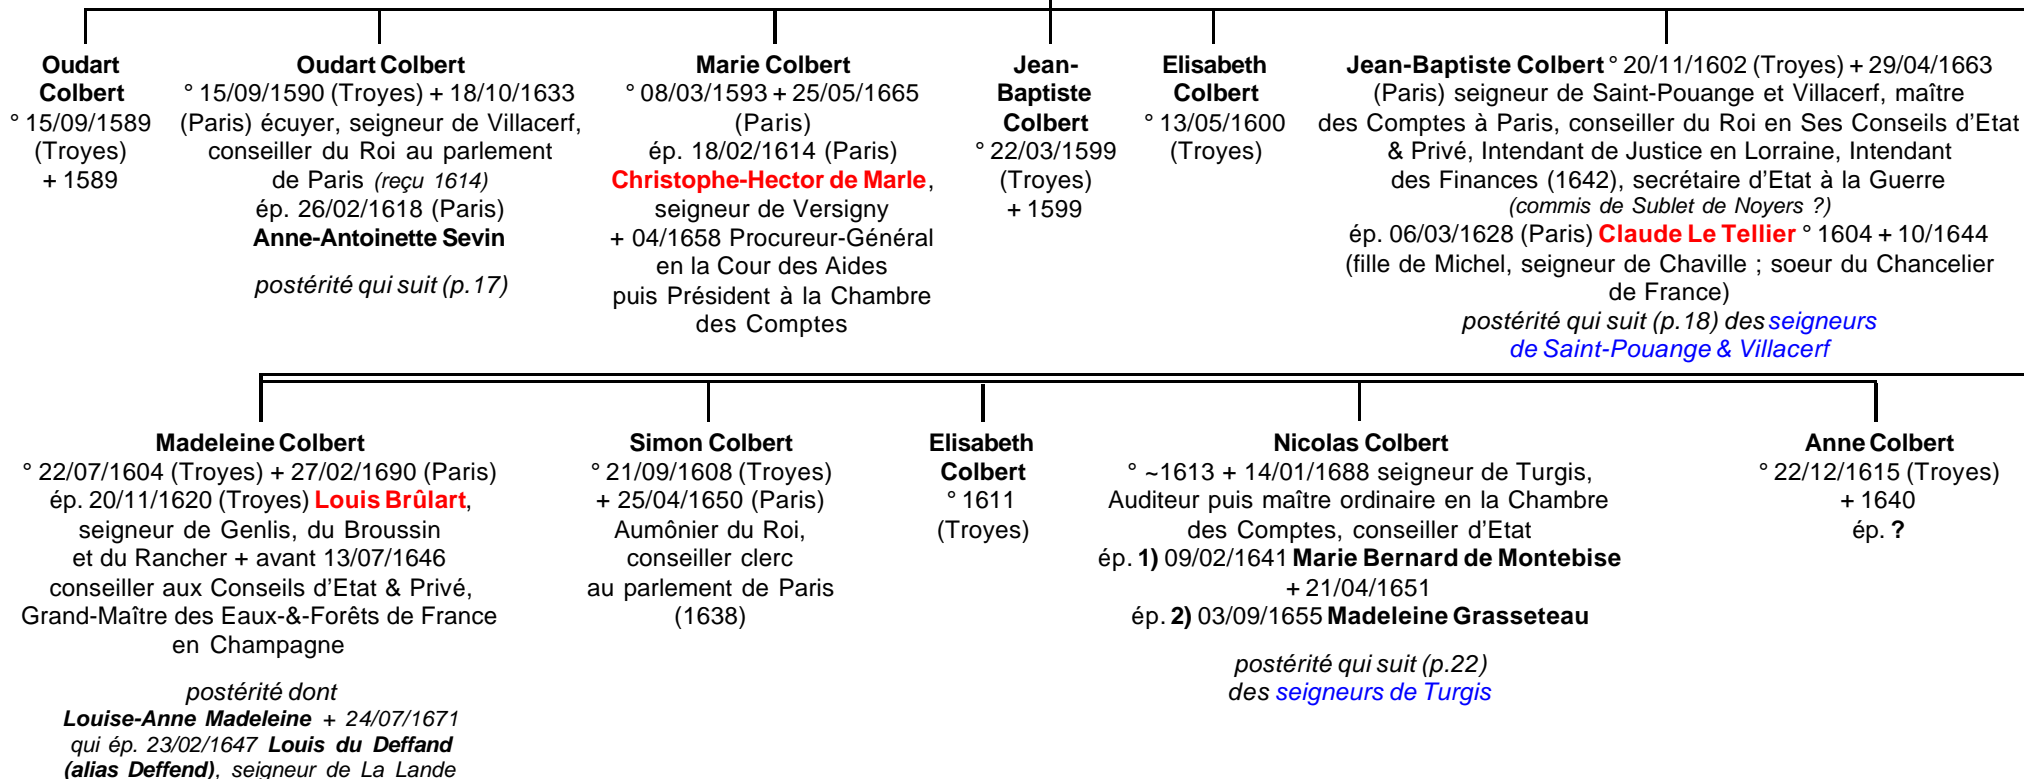 Oudart
Colbert
° 15/09/1589
(Troyes)
+ 1589
Oudart Colbert
° 15/09/1590 (Troyes) + 18/10/1633
(Paris) écuyer, seigneur de Villacerf,
conseiller du Roi au parlement
de Paris (reçu 1614)
ép. 26/02/1618 (Paris)
Anne-Antoinette Sevin
postérité qui suit (p.17)
Marie Colbert
° 08/03/1593 + 25/05/1665
(Paris)
ép. 18/02/1614 (Paris)
Christophe-Hector de Marle,
seigneur de Versigny
+ 04/1658 Procureur-Général
en la Cour des Aides
puis Président à la Chambre
des Comptes
Jean-
Baptiste
Colbert
° 22/03/1599
(Troyes)
+ 1599
Elisabeth
Colbert
° 13/05/1600
(Troyes)
Jean-Baptiste Colbert ° 20/11/1602 (Troyes) + 29/04/1663
(Paris) seigneur de Saint-Pouange et Villacerf, maître
des Comptes à Paris, conseiller du Roi en Ses Conseils d'Etat
& Privé, Intendant de Justice en Lorraine, Intendant
des Finances (1642), secrétaire d'Etat à la Guerre
(commis de Sublet de Noyers ?)
ép. 06/03/1628 (Paris) Claude Le Tellier ° 1604 + 10/1644
(fille de Michel, seigneur de Chaville ; soeur du Chancelier
de France)
postérité qui suit (p.18) des seigneurs
de Saint-Pouange & Villacerf
Madeleine Colbert
° 22/07/1604 (Troyes) + 27/02/1690 (Paris)
ép. 20/11/1620 (Troyes) Louis Brûlart,
seigneur de Genlis, du Broussin
et du Rancher + avant 13/07/1646
conseiller aux Conseils d'Etat & Privé,
Grand-Maître des Eaux-&-Forêts de France
en Champagne
postérité dont
Louise-Anne Madeleine + 24/07/1671
qui ép. 23/02/1647 Louis du Deffand
(alias Deffend), seigneur de La Lande
Simon Colbert
° 21/09/1608 (Troyes)
+ 25/04/1650 (Paris)
Aumônier du Roi,
conseiller clerc
au parlement de Paris
(1638)
Elisabeth
Colbert
° 1611
(Troyes)
Nicolas Colbert
° ~1613 + 14/01/1688 seigneur de Turgis,
Auditeur puis maître ordinaire en la Chambre
des Comptes, conseiller d'Etat
ép. 1) 09/02/1641 Marie Bernard de Montebise
+ 21/04/1651
ép. 2) 03/09/1655 Madeleine Grasseteau
postérité qui suit (p.22)
des seigneurs de Turgis
Anne Colbert
° 22/12/1615 (Troyes)
+ 1640
ép. ?